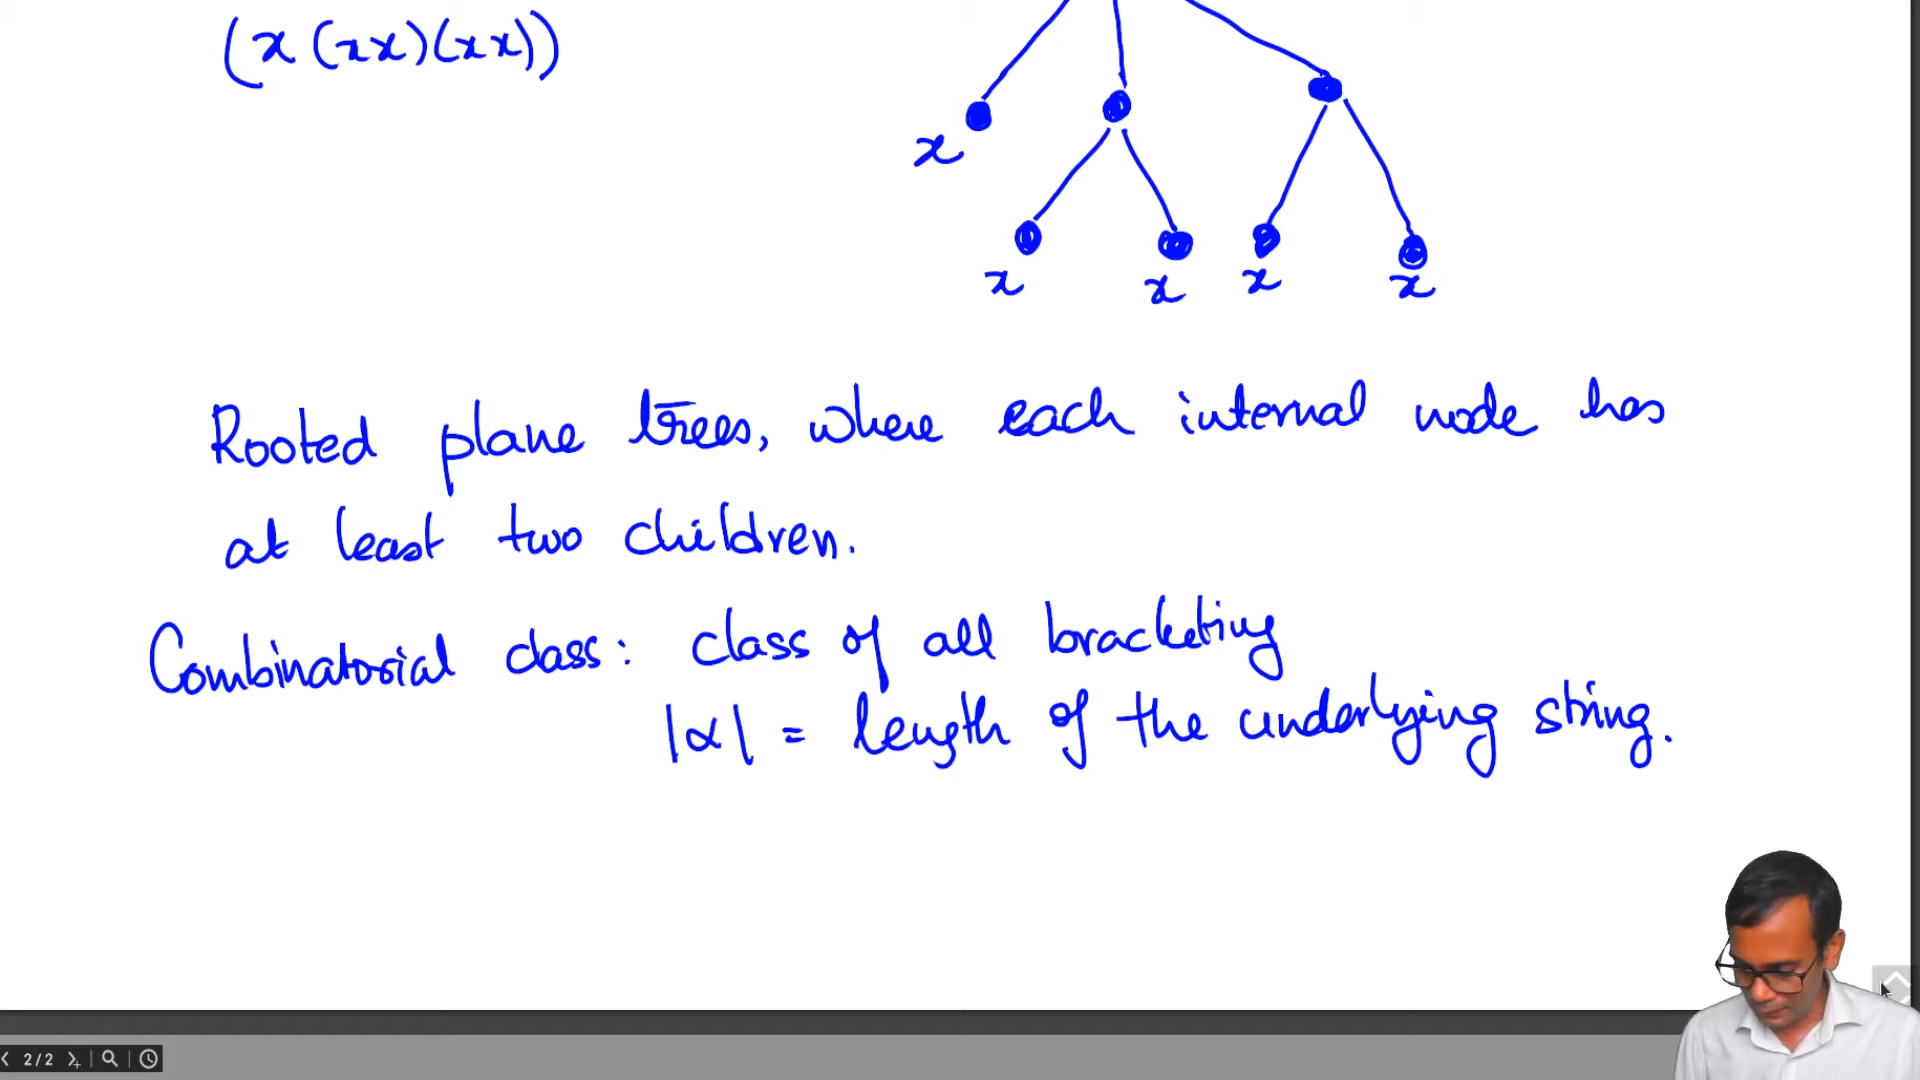 (x (xx)(xx))
x
x x x x
Rooted plane trees, where each internal node has
at least two children.
Combinatorial class: class of all bracketing
|α| = length of the underlying string.
2/2